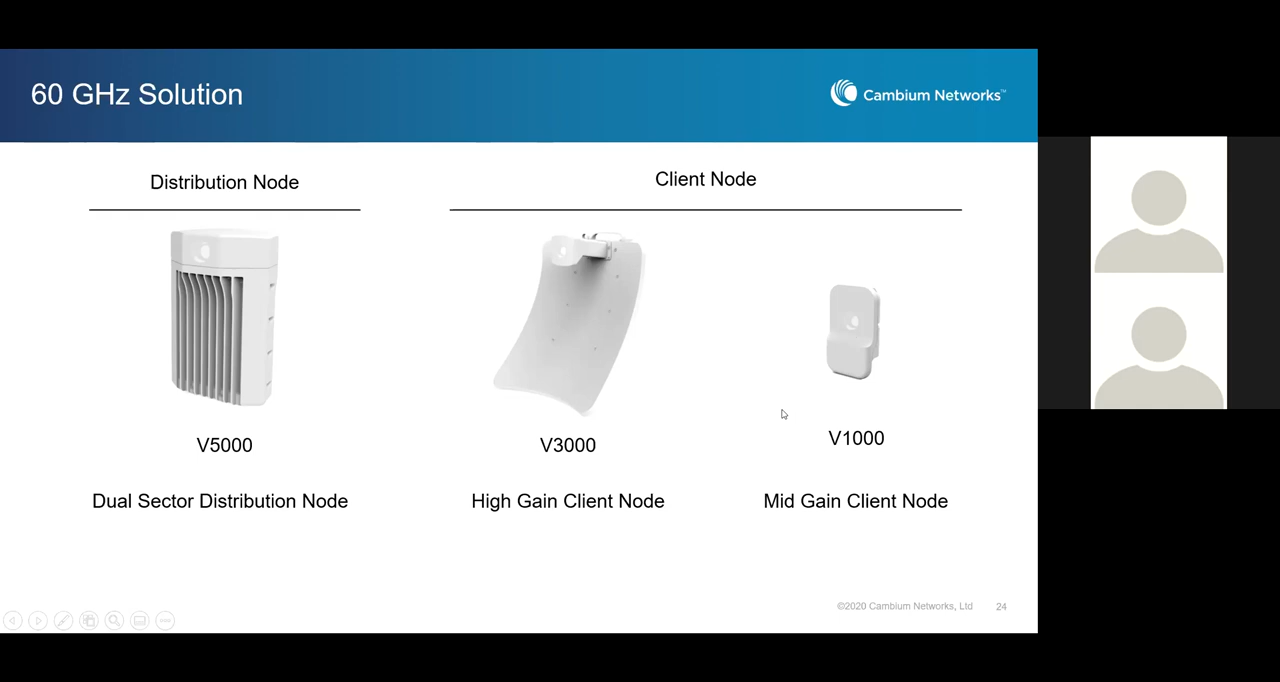 60 GHz Solution
Cambium Networks™
Distribution Node
Client Node
V5000
V3000
V1000
Dual Sector Distribution Node
High Gain Client Node
Mid Gain Client Node
©2020 Cambium Networks, Ltd
24